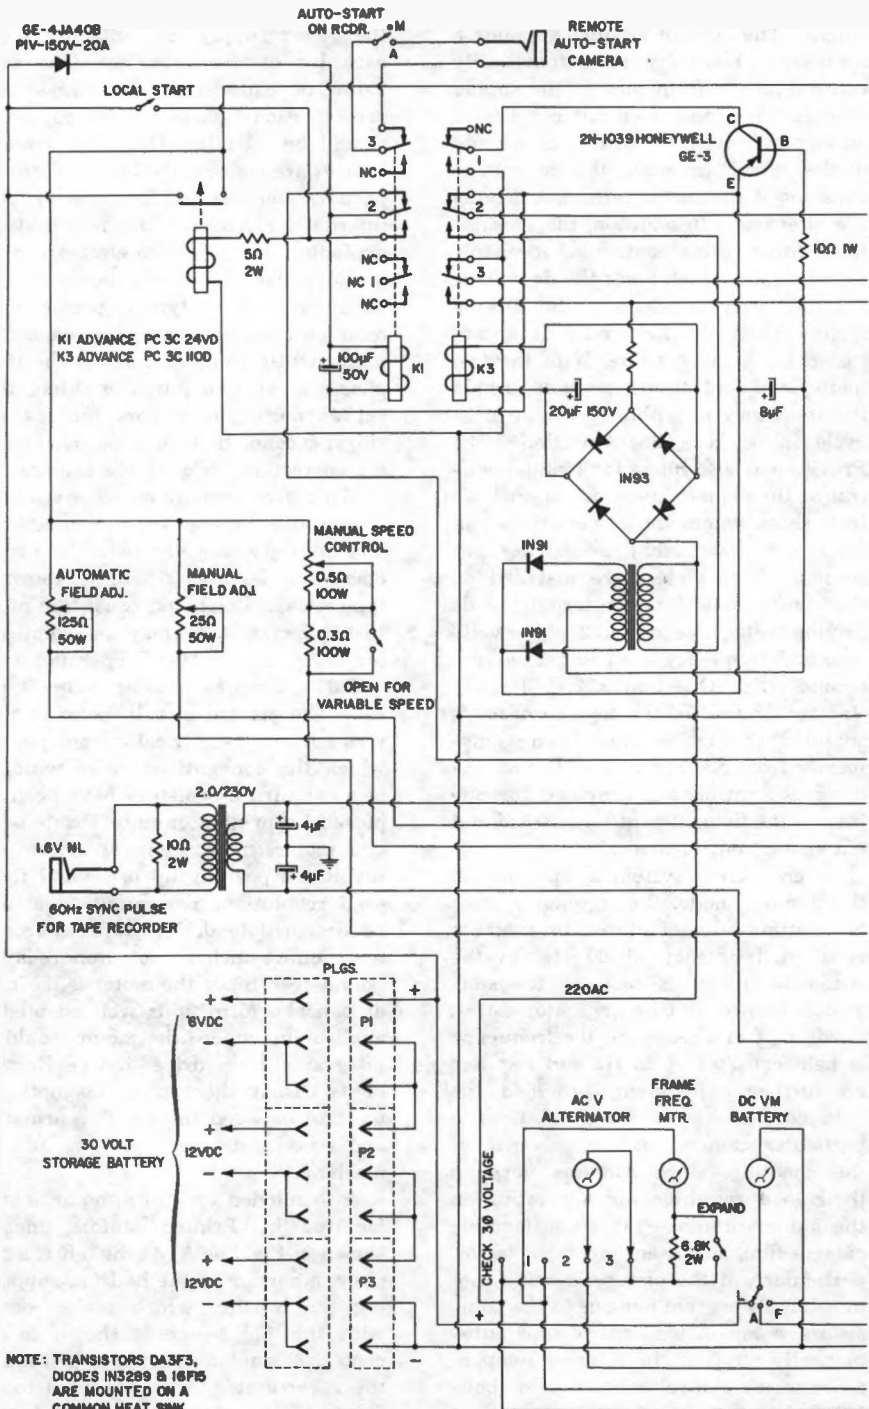 GE-4JA40B
PIV-150V-20A
AUTO-START
ON RCDR.
M
REMOTE
AUTO-START
CAMERA
LOCAL START
C
B
E
2N-1039 HONEYWELL
GE-3
NC
3
1
NC
2
2
10Ω 1W
5Ω
2W
NC
NC 1
3
NC
K1 ADVANCE PC 3C 24VD
K3 ADVANCE PC 3C 110D
100µF
50V
K1
K3
20µF 150V
8µF
IN93
MANUAL SPEED
CONTROL
0.5Ω
100W
0.3Ω
100W
OPEN FOR
VARIABLE SPEED
AUTOMATIC
FIELD ADJ.
125Ω
50W
MANUAL
FIELD ADJ.
25Ω
50W
IN91
IN91
2.0/230V
1.6V NL
10Ω
2W
4µF
4µF
60Hz SYNC PULSE
FOR TAPE RECORDER
PLGS.
220AC
+
6VDC
-
P1
+
+
12VDC
-
P2
30 VOLT
STORAGE BATTERY
+
12VDC
-
P3
-
AC V
ALTERNATOR
FRAME
FREQ.
MTR.
DC VM
BATTERY
CHECK 30 VOLTAGE
EXPAND
6.8K
2W
1
2
3
L
A
F
+
NOTE: TRANSISTORS DA3F3,
DIODES IN3289 & 16F15
ARE MOUNTED ON A
COMMON HEAT SINK